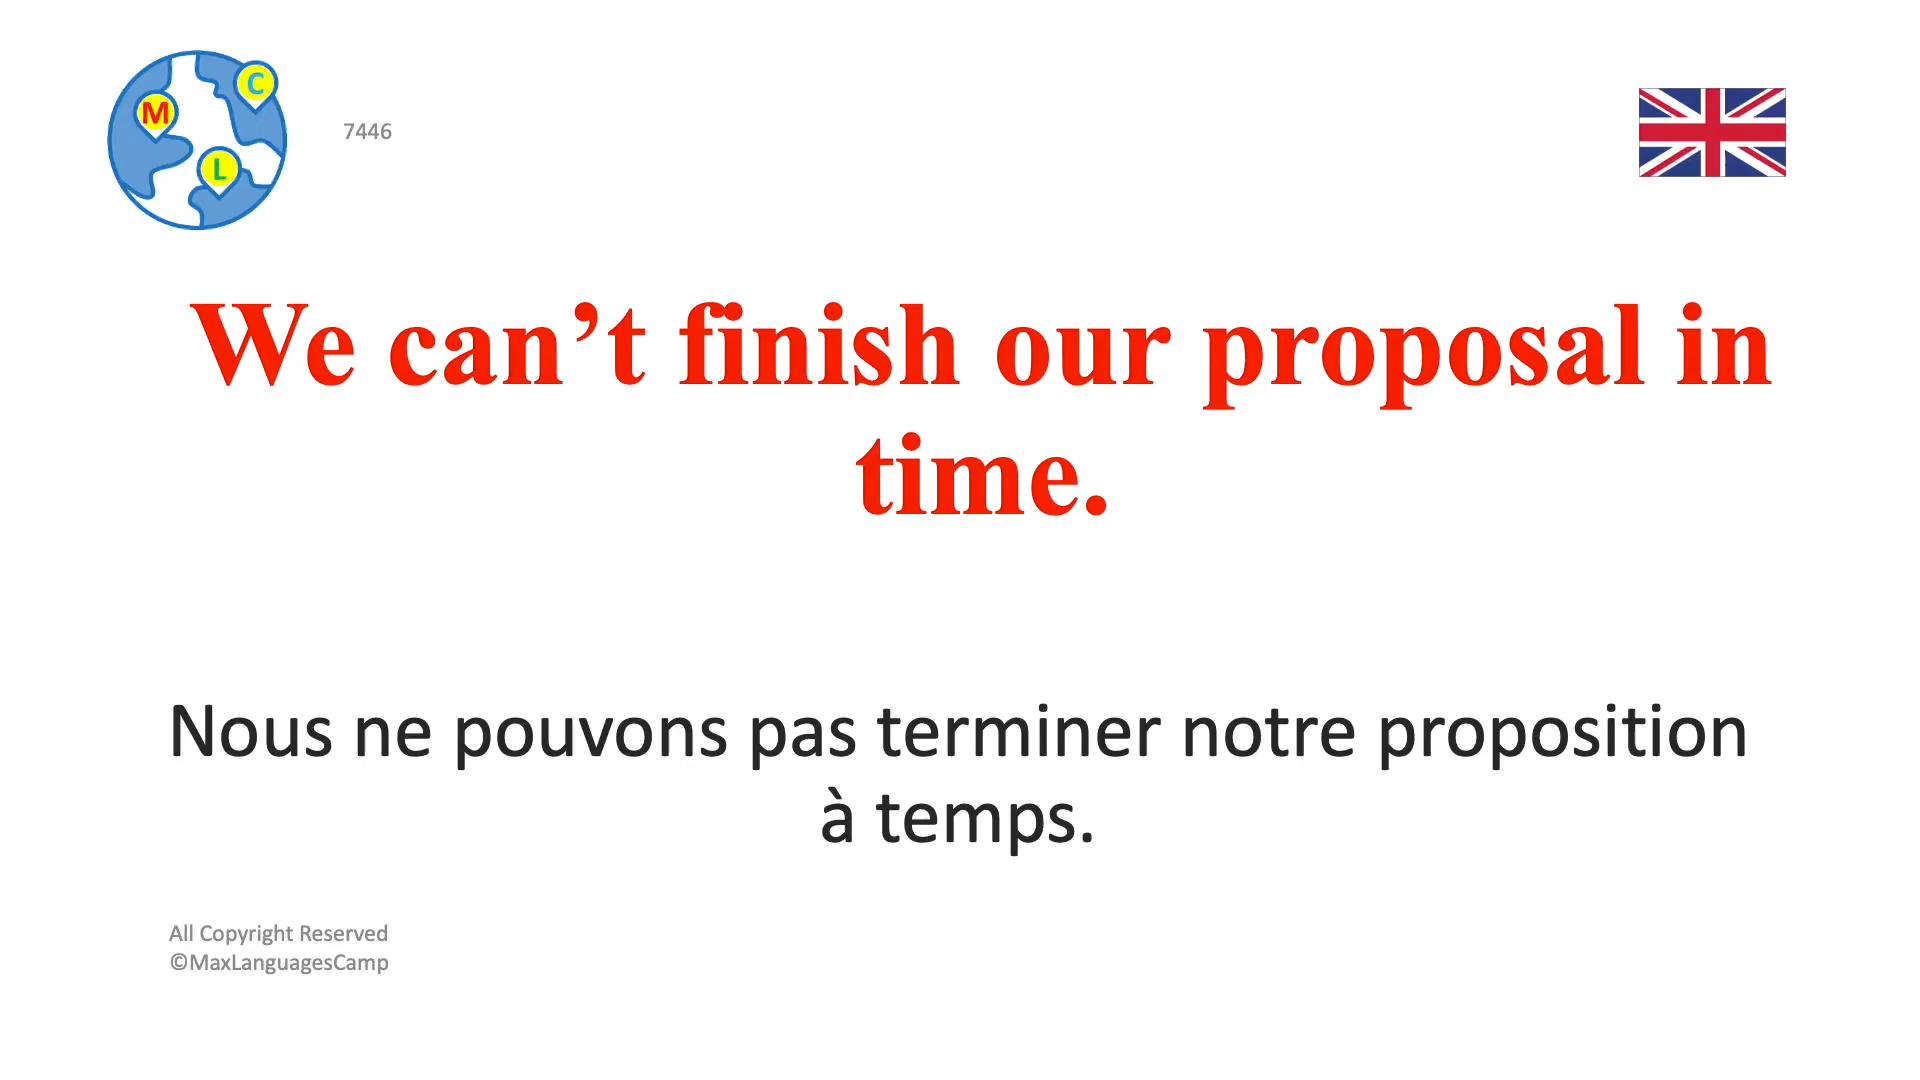 M
C
L
7446
We can’t finish our proposal in
time.
Nous ne pouvons pas terminer notre proposition
à temps.
All Copyright Reserved
©MaxLanguagesCamp